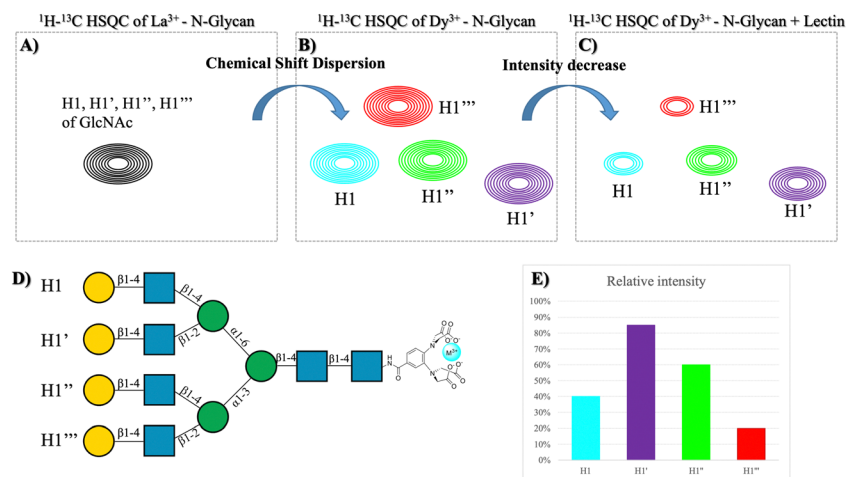 ¹H-¹³C HSQC of La³⁺ - N-Glycan
¹H-¹³C HSQC of Dy³⁺ - N-Glycan
¹H-¹³C HSQC of Dy³⁺ - N-Glycan + Lectin
A)
B)
C)
Chemical Shift Dispersion
Intensity decrease
H1, H1’, H1’’, H1’’’
of GlcNAc
H1’’’
H1
H1’’
H1’
H1’’’
H1
H1’’
H1’
D)
H1
β1-4
β1-4
H1’
β1-4
β1-2
α1-6
β1-4
β1-4
H1’’
β1-4
β1-4
α1-3
H1’’’
β1-4
β1-2
O
O
O
O⁻
O⁻
N
M³⁺
H
N
O
N
O⁻
O⁻
O
O
E)
Relative intensity
100%
90%
80%
70%
60%
50%
40%
30%
20%
10%
0%
H1
H1'
H1''
H1'''